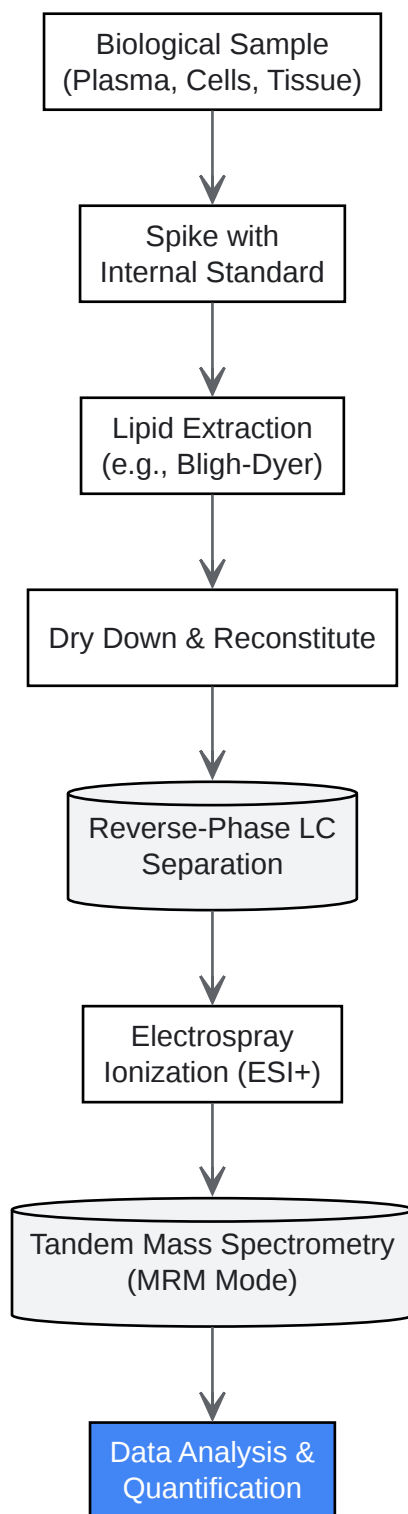 Biological Sample
(Plasma, Cells, Tissue)
Spike with
Internal Standard
Lipid Extraction
(e.g., Bligh-Dyer)
Dry Down & Reconstitute
Reverse-Phase LC
Separation
Electrospray
Ionization (ESI+)
Tandem Mass Spectrometry
(MRM Mode)
Data Analysis &
Quantification